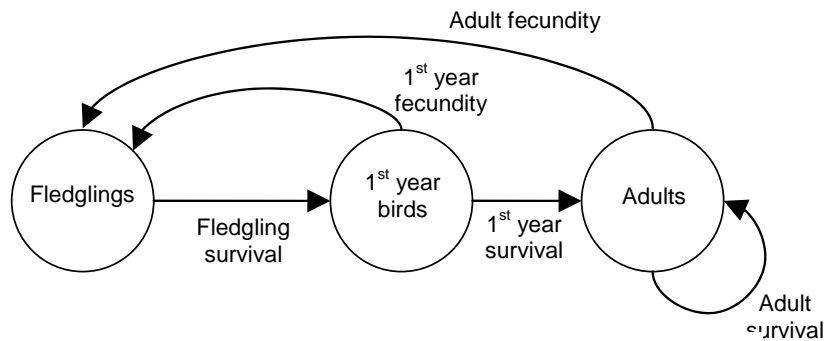 Adult fecundity
1st year
fecundity
Fledglings
Fledgling
survival
1st year
birds
1st year
survival
Adults
Adult
survival